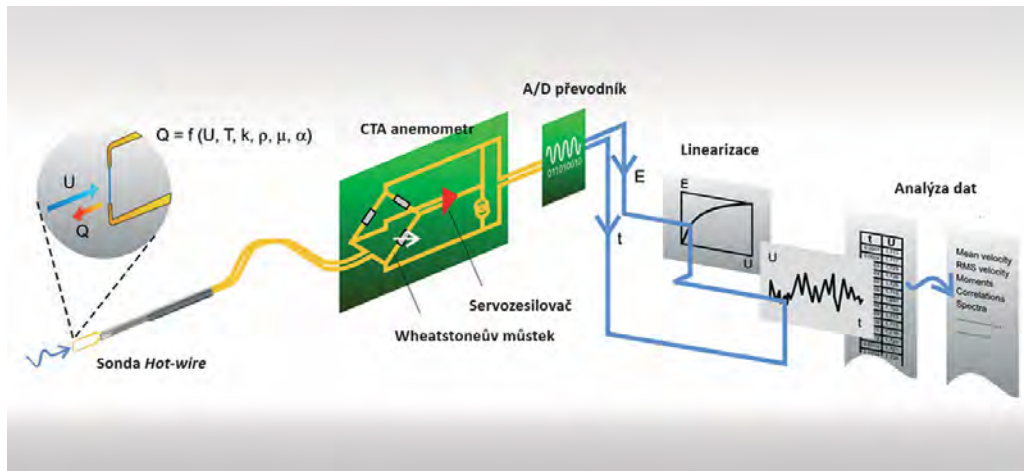 A/D převodník
Q = f (U, T, k, ρ, μ, α)
CTA anemometr
Linearizace
Analýza dat
U
Q
011010010
E
t
E
U
U
t
t U
Mean velocity
RMS velocity
Moments
Correlations
Spectra
Servozesilovač
Wheatstoneův můstek
Sonda Hot-wire